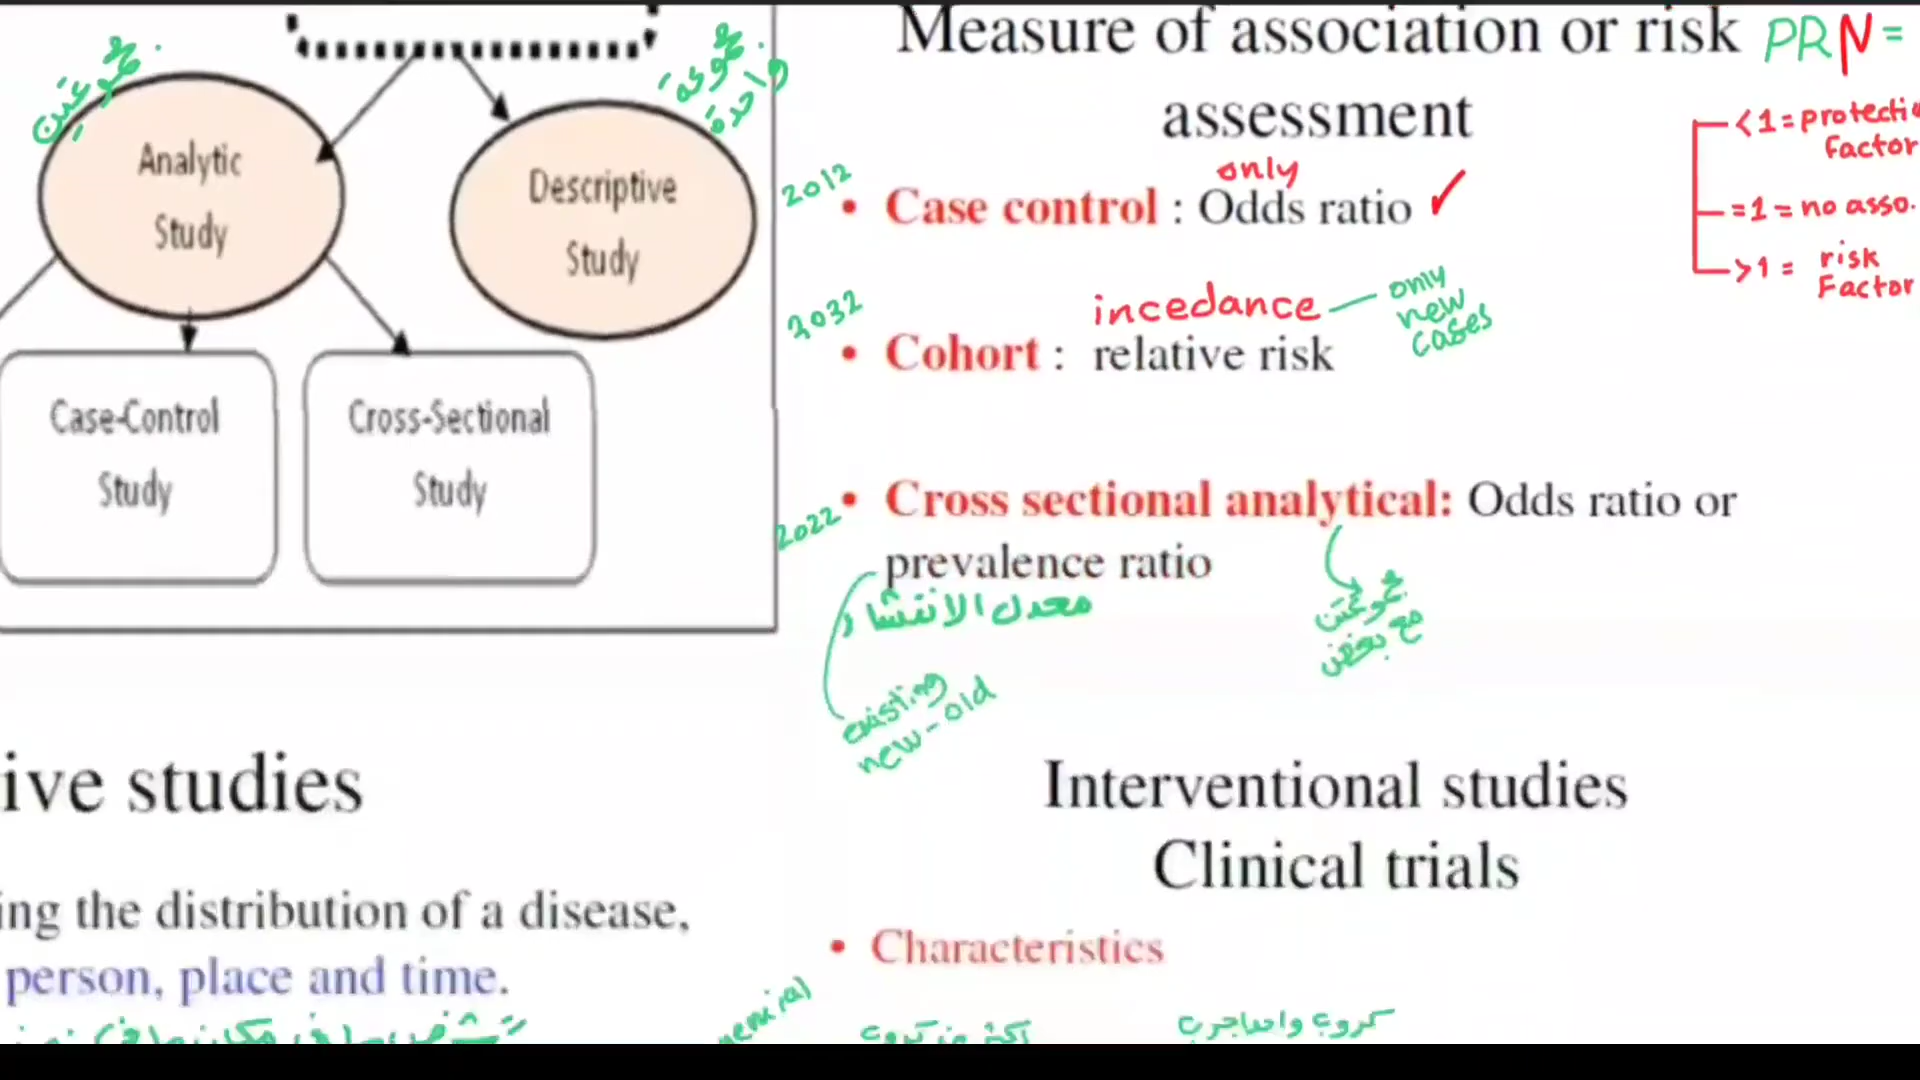 مجموعتين
مجموعة
واحدة
Analytic
Study
Descriptive
Study
Case-Control
Study
Cross-Sectional
Study
ive studies
ing the distribution of a disease,
person, place and time.
Measure of association or risk
assessment
PRN =
<1 = protectic
Factor
=1 = no asso.
>1 = risk
Factor
2012
only
• Case control : Odds ratio ✓
2032
incedance — only
new
cases
• Cohort : relative risk
2022
• Cross sectional analytical: Odds ratio or
prevalence ratio
معدل الانتشار
مجموعتين
مع بعض
existing
new - old
Interventional studies
Clinical trials
• Characteristics